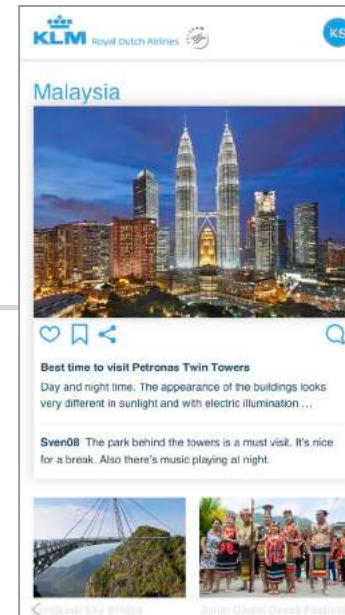 KLM Royal Dutch Airlines
KS
Malaysia
Best time to visit Petronas Twin Towers
Day and night time. The appearance of the buildings looks
very different in sunlight and with electric illumination ...
Sven08 The park behind the towers is a must visit. It's nice
for a break. Also there's music playing at night.
Sky Bridge